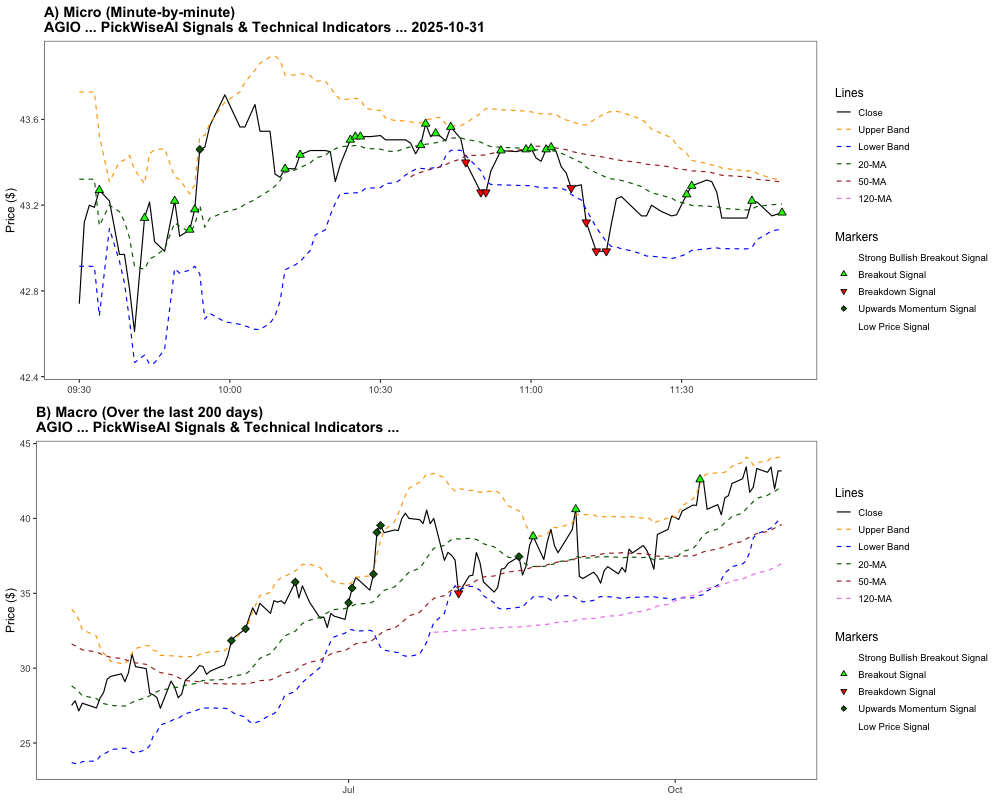 A) Micro (Minute-by-minute)
AGIO ... PickWiseAI Signals & Technical Indicators ... 2025-10-31
Price ($)
43.6
43.2
42.8
42.4
09:30
10:00
10:30
11:00
11:30
Lines
Close
Upper Band
Lower Band
20-MA
50-MA
120-MA
Markers
Strong Bullish Breakout Signal
Breakout Signal
Breakdown Signal
Upwards Momentum Signal
Low Price Signal
B) Macro (Over the last 200 days)
AGIO ... PickWiseAI Signals & Technical Indicators ...
Price ($)
45
40
35
30
25
Jul
Oct
Lines
Close
Upper Band
Lower Band
20-MA
50-MA
120-MA
Markers
Strong Bullish Breakout Signal
Breakout Signal
Breakdown Signal
Upwards Momentum Signal
Low Price Signal